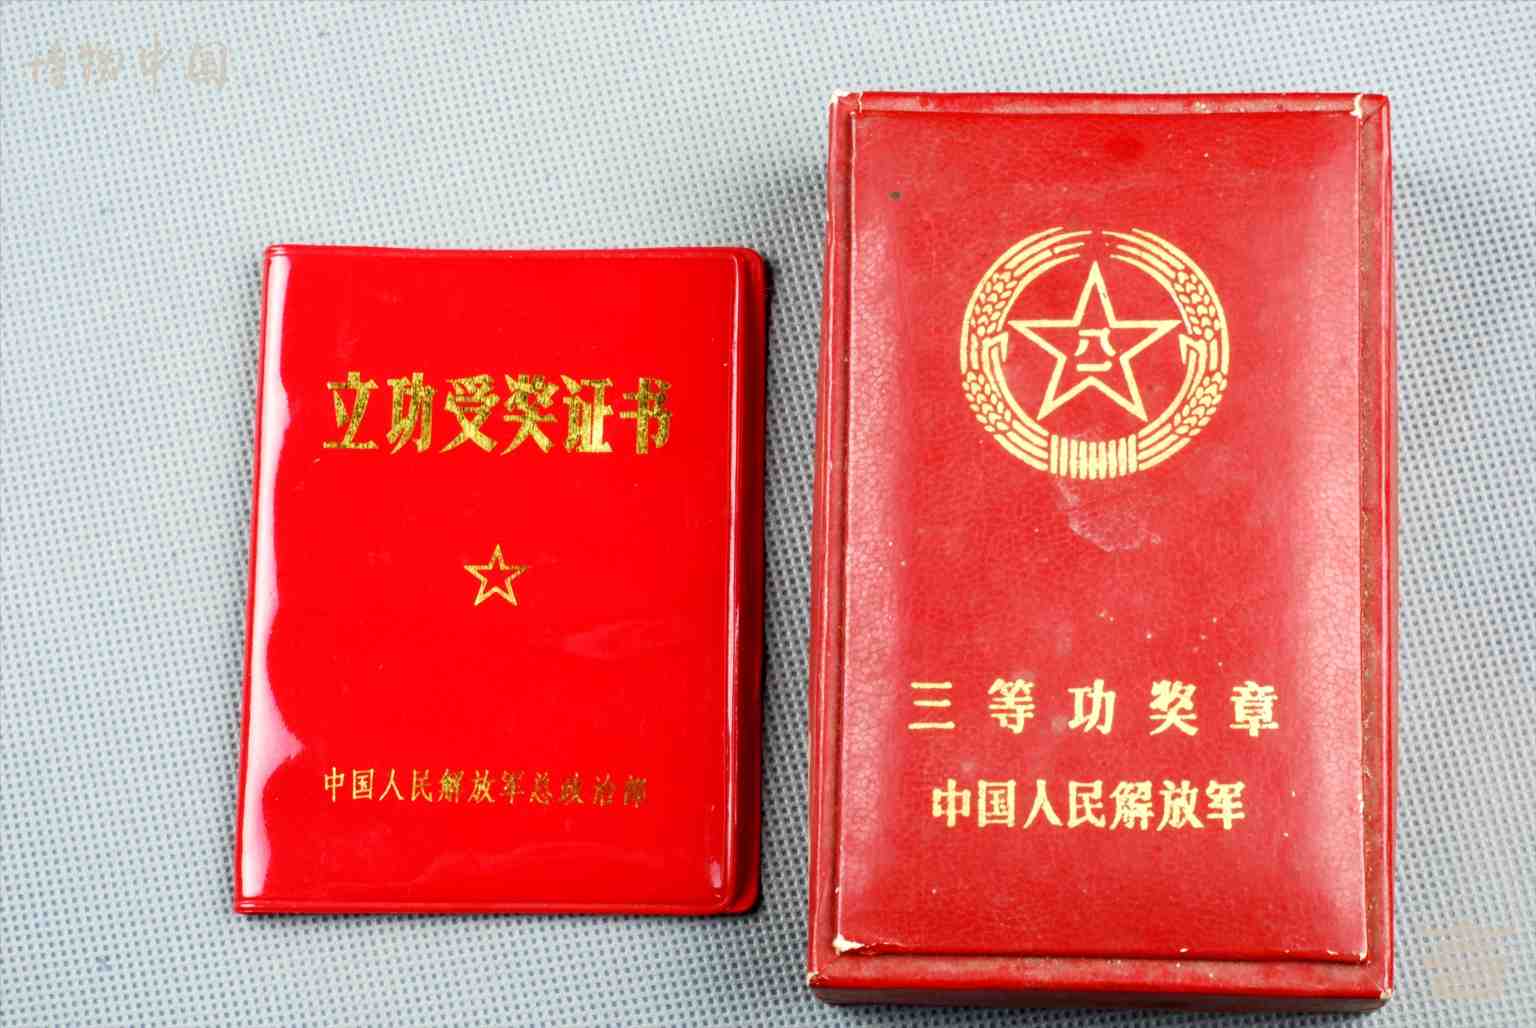 博物中国
立功受奖证书
中国人民解放军总政治部
八一
三等功奖章
中国人民解放军